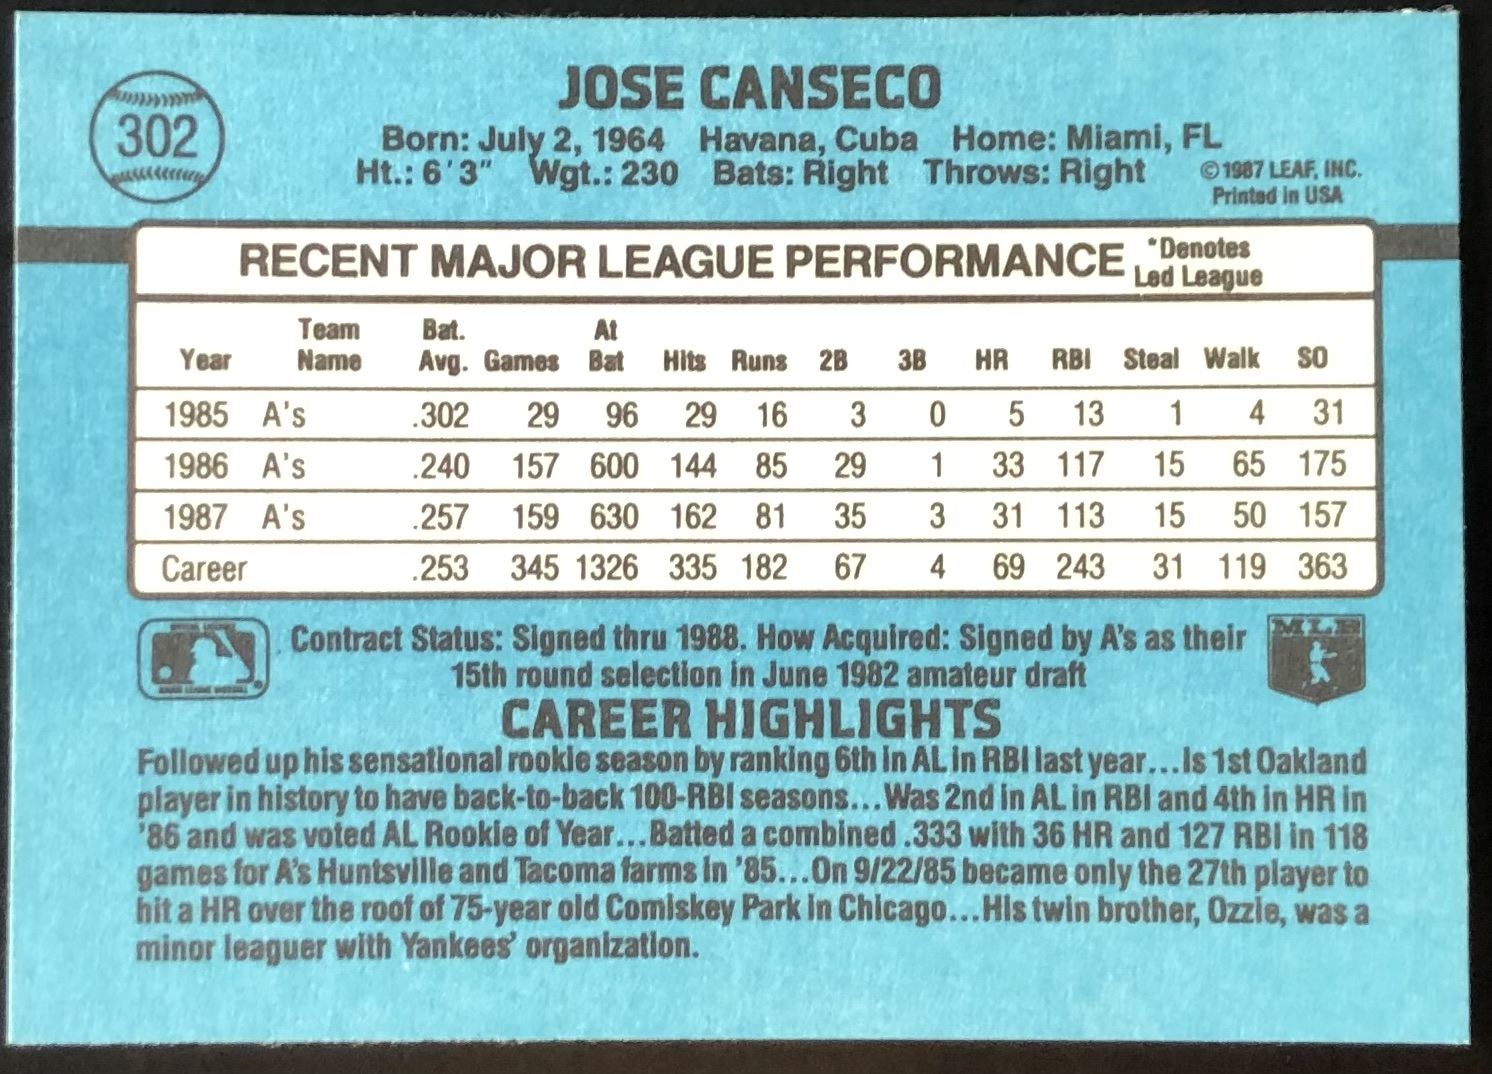 JOSE CANSECO
302
Born: July 2, 1964 Havana, Cuba Home: Miami, FL
Ht.: 6'3" Wgt.: 230 Bats: Right Throws: Right
©1987 LEAF, INC.
Printed in USA
RECENT MAJOR LEAGUE PERFORMANCE *Denotes Led League
Year Team Name Bat. Avg. Games At Bat Hits Runs 2B 3B HR RBI Steal Walk SO
1985 A's .302 29 96 29 16 3 0 5 13 1 4 31
1986 A's .240 157 600 144 85 29 1 33 117 15 65 175
1987 A's .257 159 630 162 81 35 3 31 113 15 50 157
Career .253 345 1326 335 182 67 4 69 243 31 119 363
Contract Status: Signed thru 1988. How Acquired: Signed by A's as their
15th round selection in June 1982 amateur draft
MLB
CAREER HIGHLIGHTS
Followed up his sensational rookie season by ranking 6th in AL in RBI last year...Is 1st Oakland
player in history to have back-to-back 100-RBI seasons...Was 2nd in AL in RBI and 4th in HR in
'86 and was voted AL Rookie of Year...Batted a combined .333 with 36 HR and 127 RBI in 118
games for A's Huntsville and Tacoma farms in '85...On 9/22/85 became only the 27th player to
hit a HR over the roof of 75-year old Comiskey Park in Chicago...His twin brother, Ozzie, was a
minor leaguer with Yankees' organization.